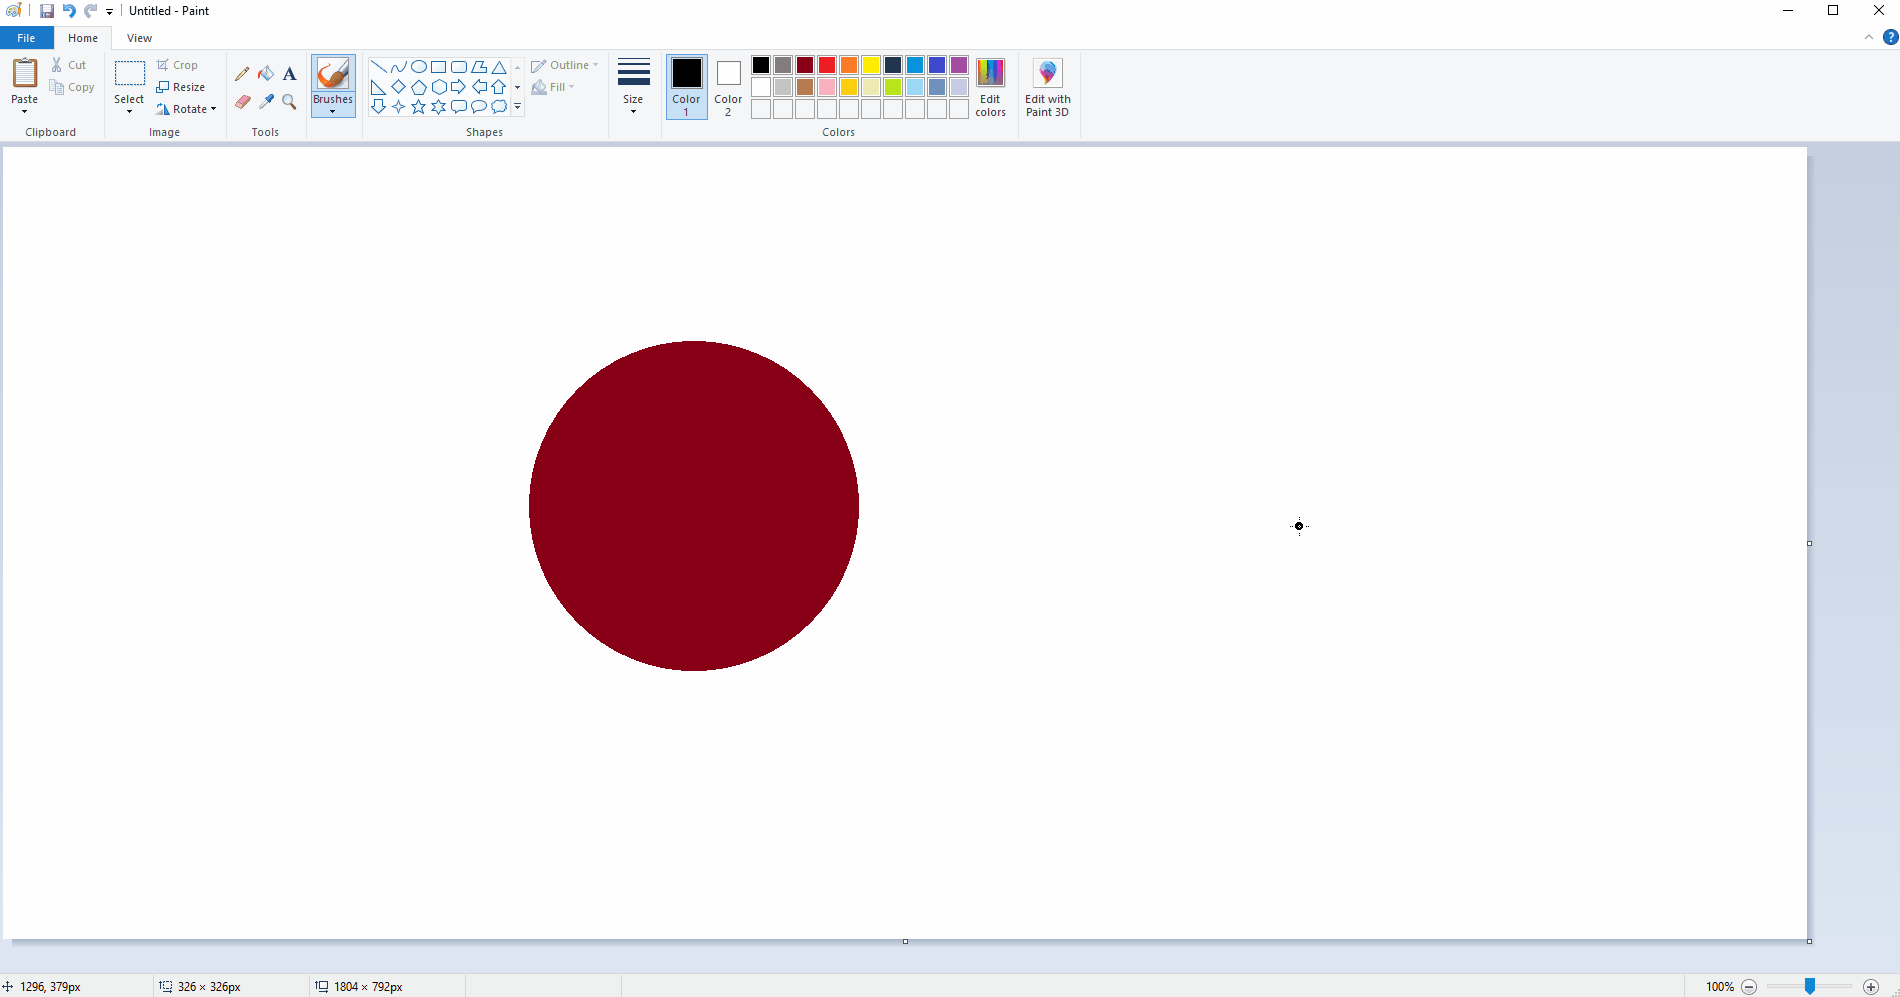 Untitled - Paint
File Home View
?
Paste
Cut
Copy
Clipboard
Select
Crop
Resize
Rotate
Image
A
Tools
Brushes
Shapes
Outline
Fill
Size
Color
1
Color
2
Edit
colors
Colors
Edit with
Paint 3D
1296, 379px
326 × 326px
1804 × 792px
100%